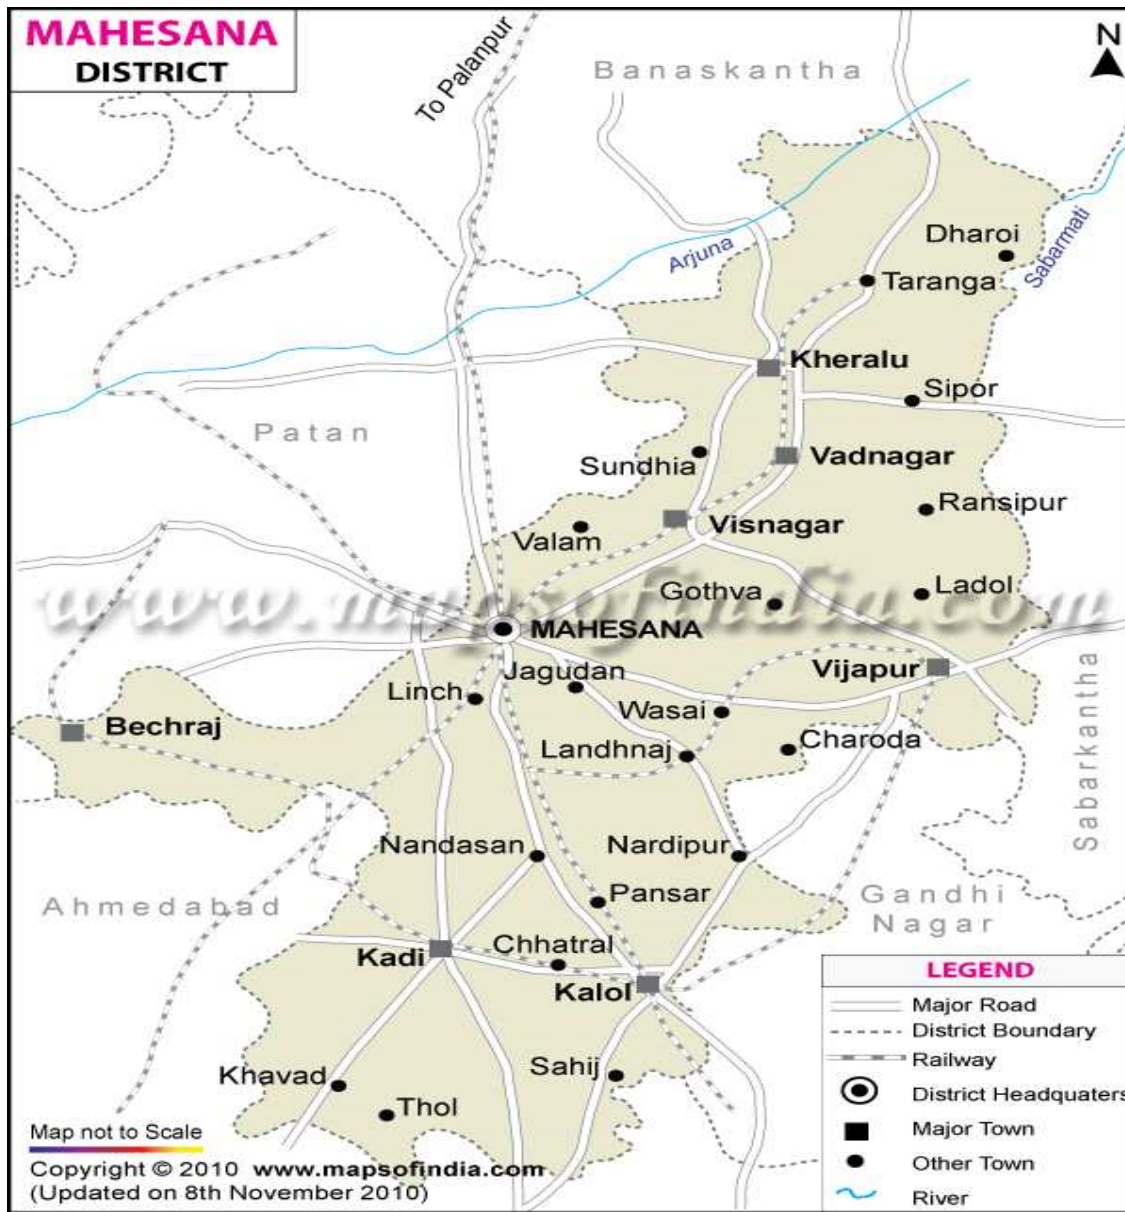 MAHESANA
DISTRICT
N
To Palanpur
Banaskantha
Arjuna
Dharoi
Sabarmati
Taranga
Kheralu
Sipor
Patan
Sundhia
Vadnagar
Ransipur
Visnagar
Valam
www.mapsofindia.com
Gothva
Ladol
MAHESANA
Jagudan
Vijapur
Linch
Wasai
Bechraj
Landhnaj
Charoda
Sabarkantha
Nandasan
Nardipur
Pansar
Ahmedabad
Gandhi
Nagar
Chhatral
Kadi
Kalol
Sahij
Khavad
Thol
LEGEND
Major Road
District Boundary
Railway
District Headquaters
Major Town
Other Town
River
Map not to Scale
Copyright © 2010 www.mapsofindia.com
(Updated on 8th November 2010)